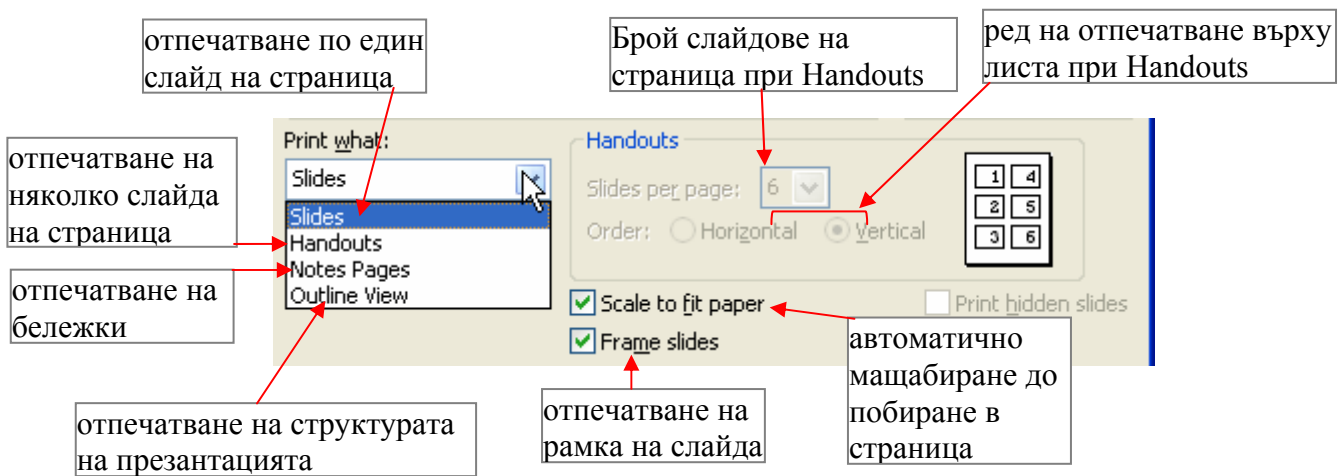 отпечатване по един
слайд на страница
Брой слайдове на
страница при Handouts
ред на отпечатване върху
листа при Handouts
отпечатване на
няколко слайда
на страница
отпечатване на
бележки
Print what:
Slides
Slides
Handouts
Notes Pages
Outline View
Handouts
Slides per page: 6
Order: Horizontal Vertical
1 4
2 5
3 6
Scale to fit paper
Print hidden slides
Frame slides
отпечатване на структурата
на презантацията
отпечатване на
рамка на слайда
автоматично
мащабиране до
побиране в
страница